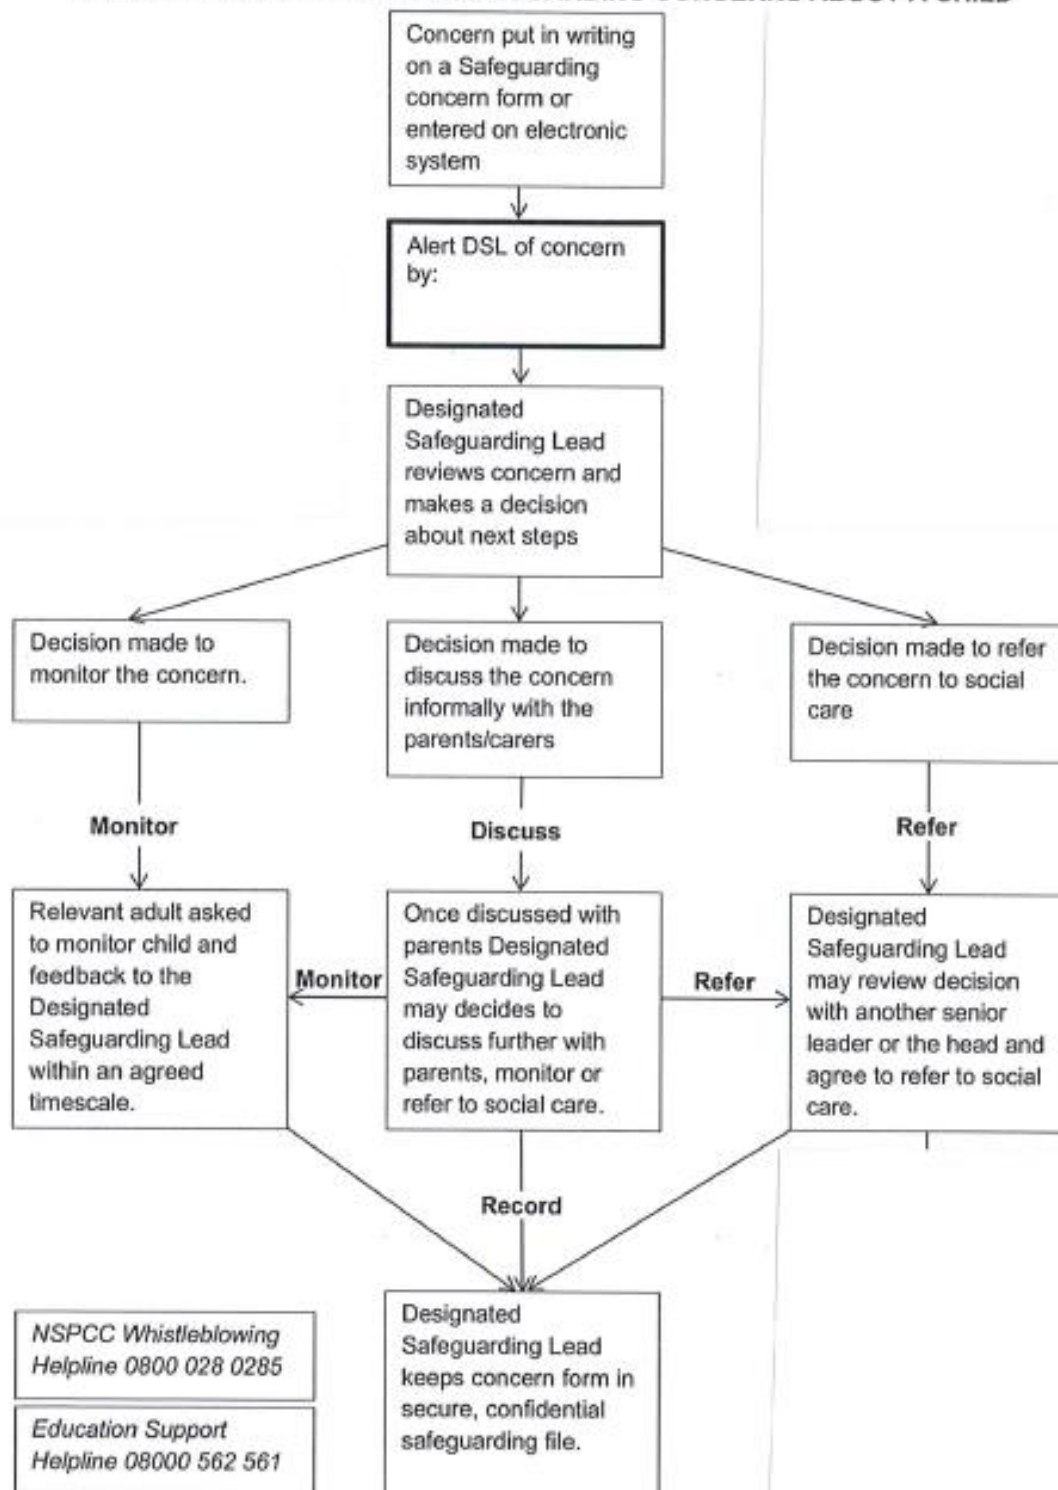 CONCERNS ABOUT A CHILD
Concern put in writing
on a Safeguarding
concern form or
entered on electronic
system
Alert DSL of concern
by:
Designated
Safeguarding Lead
reviews concern and
makes a decision
about next steps
Decision made to
monitor the concern.
Decision made to
discuss the concern
informally with the
parents/carers
Decision made to refer
the concern to social
care
Monitor
Discuss
Refer
Relevant adult asked
to monitor child and
feedback to the
Designated
Safeguarding Lead
within an agreed
timescale.
Monitor
Once discussed with
parents Designated
Safeguarding Lead
may decides to
discuss further with
parents, monitor or
refer to social care.
Refer
Designated
Safeguarding Lead
may review decision
with another senior
leader or the head and
agree to refer to social
care.
Record
Designated
Safeguarding Lead
keeps concern form in
secure, confidential
safeguarding file.
NSPCC Whistleblowing
Helpline 0800 028 0285
Education Support
Helpline 08000 562 561